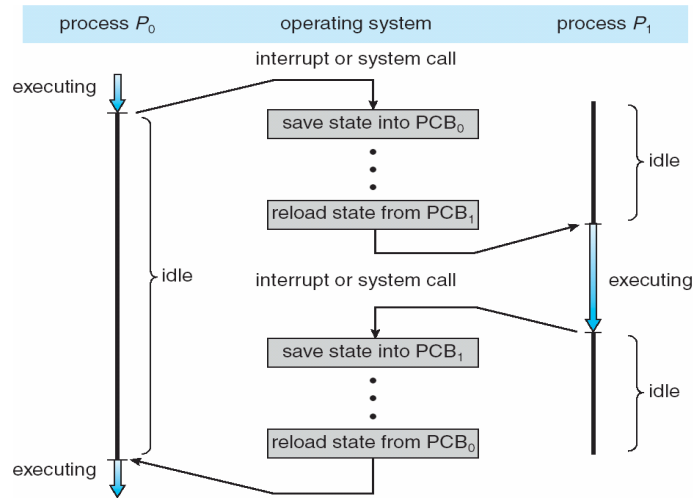 process P₀ operating system process P₁
interrupt or system call
executing
save state into PCB₀
idle
reload state from PCB₁
idle
interrupt or system call
executing
save state into PCB₁
idle
reload state from PCB₀
executing